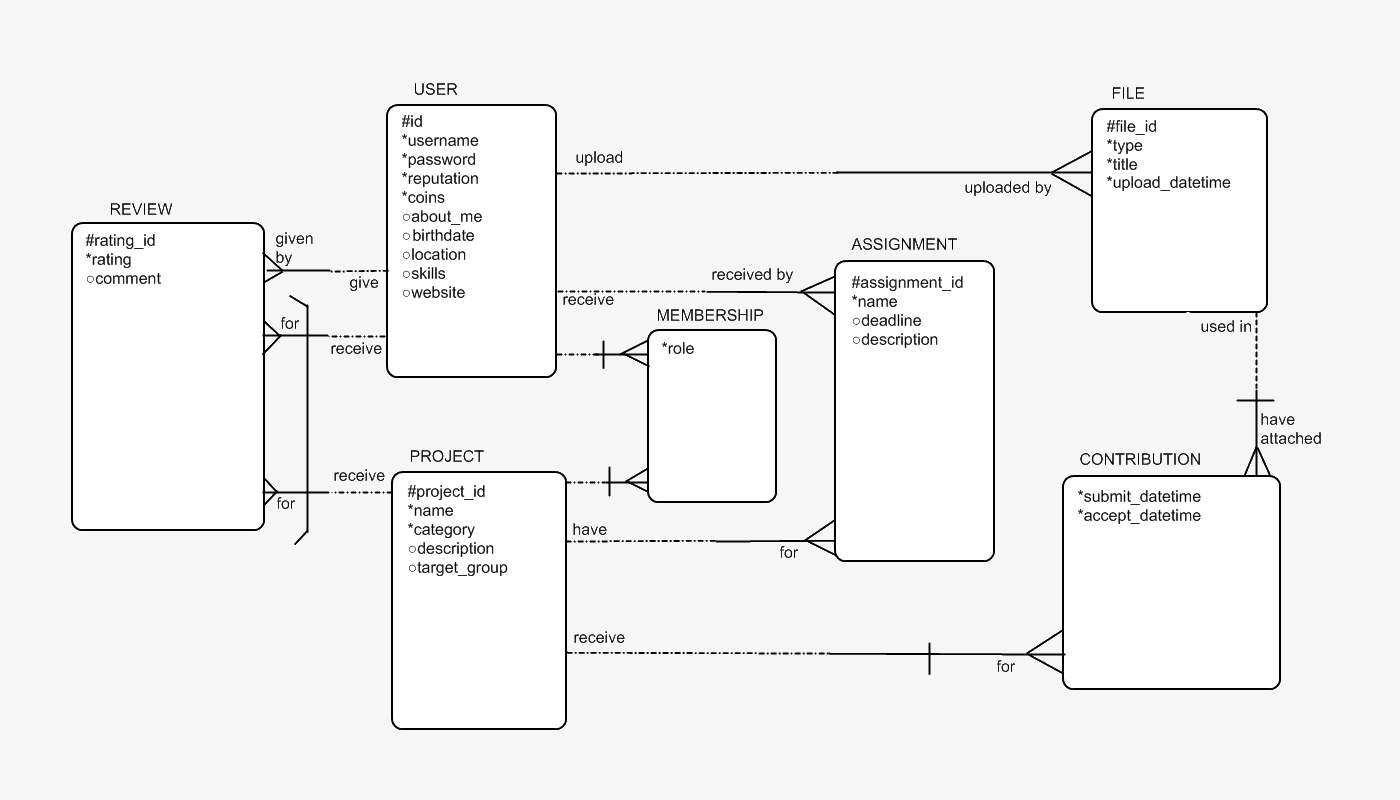 USER
#id
*username
*password
*reputation
*coins
○about_me
○birthdate
○location
○skills
○website
FILE
#file_id
*type
*title
*upload_datetime
upload
uploaded by
REVIEW
#rating_id
*rating
○comment
given
by
give
for
receive
receive
for
ASSIGNMENT
#assignment_id
*name
○deadline
○description
received by
receive
MEMBERSHIP
*role
used in
have
attached
PROJECT
#project_id
*name
*category
○description
○target_group
have
for
CONTRIBUTION
*submit_datetime
*accept_datetime
receive
for